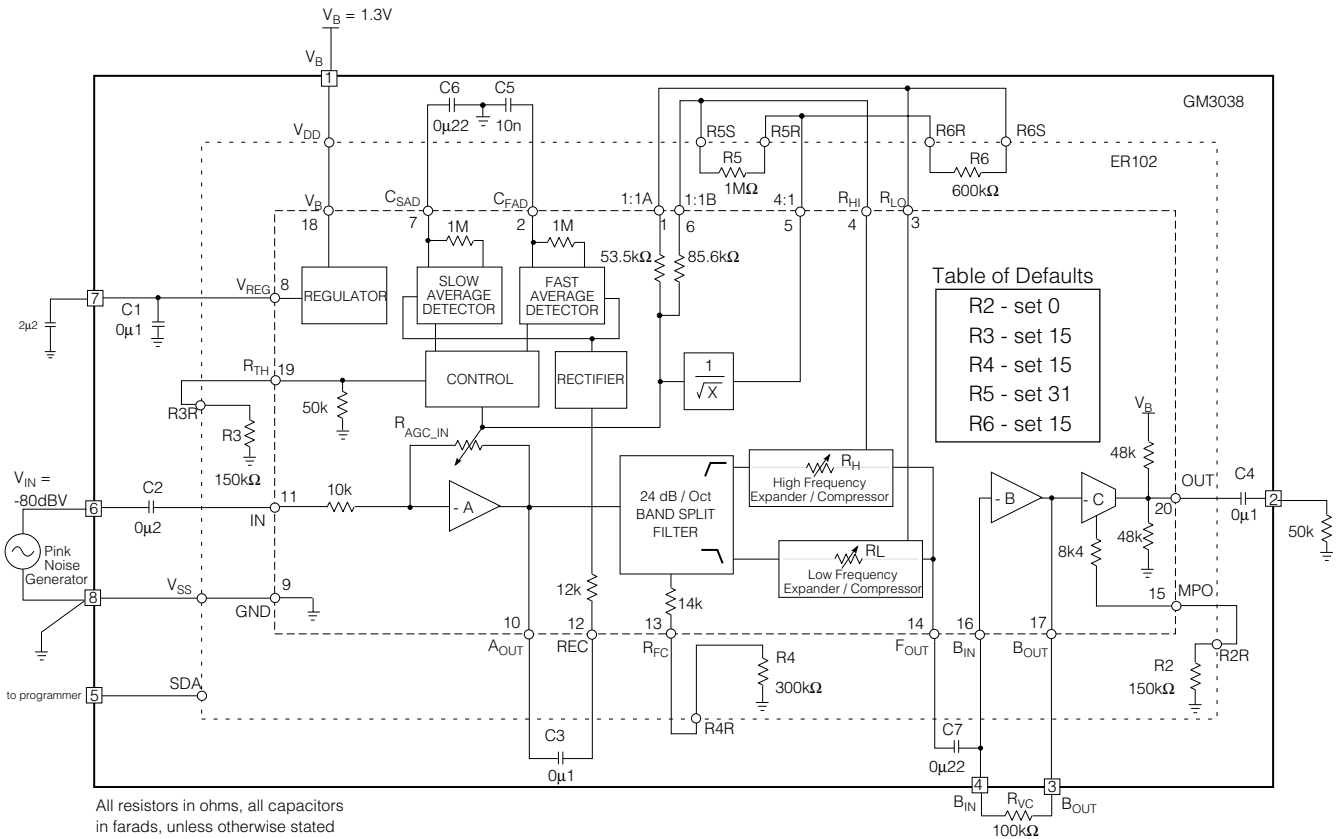 V_B = 1.3V
V_B
1
GM3038
C6
0µ22
C5
10n
V_DD
R5S
R5R
R5
1MΩ
R6R
R6S
R6
600kΩ
ER102
V_B
18
C_SAD
7
C_FAD
2
1:1A
1
1:1B
6
4:1
5
R_HI
4
R_LO
3
1M
1M
53.5kΩ
85.6kΩ
7
2µ2
C1
0µ1
V_REG
8
REGULATOR
SLOW
AVERAGE
DETECTOR
FAST
AVERAGE
DETECTOR
Table of Defaults
R2 - set 0
R3 - set 15
R4 - set 15
R5 - set 31
R6 - set 15
R_TH
19
50k
CONTROL
RECTIFIER
1
√X
R3R
R3
150kΩ
R_AGC_IN
V_B
48k
V_IN =
-80dBV
6
C2
0µ2
11
IN
10k
- A
24 dB / Oct
BAND SPLIT
FILTER
R_H
High Frequency
Expander / Compressor
RL
Low Frequency
Expander / Compressor
- B
- C
OUT
20
C4
0µ1
2
50k
48k
8k4
Pink
Noise
Generator
8
V_SS
9
GND
12k
14k
15
MPO
10
A_OUT
12
REC
13
R_FC
14
F_OUT
16
B_IN
17
B_OUT
R2R
R2
150kΩ
R4
300kΩ
R4R
to programmer
5
SDA
C3
0µ1
C7
0µ22
4
B_IN
R_VC
100kΩ
3
B_OUT
All resistors in ohms, all capacitors
in farads, unless otherwise stated